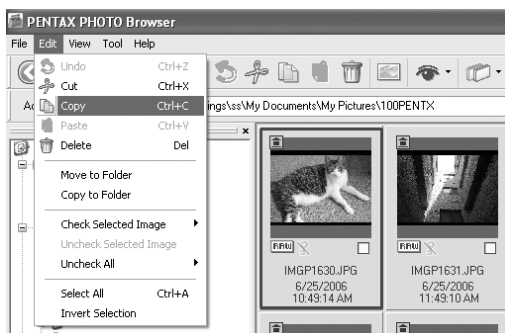 PENTAX PHOTO Browser
File Edit View Tool Help
Undo Ctrl+Z
Cut Ctrl+X
Copy Ctrl+C
ings\ss\My Documents\My Pictures\100PENTX
Paste Ctrl+V
Delete Del
Move to Folder
Copy to Folder
Check Selected Image
Uncheck Selected Image
Uncheck All
Select All Ctrl+A
Invert Selection
RAW
IMGP1630.JPG
6/25/2006
10:49:14 AM
RAW
IMGP1631.JPG
6/25/2006
11:49:10 AM